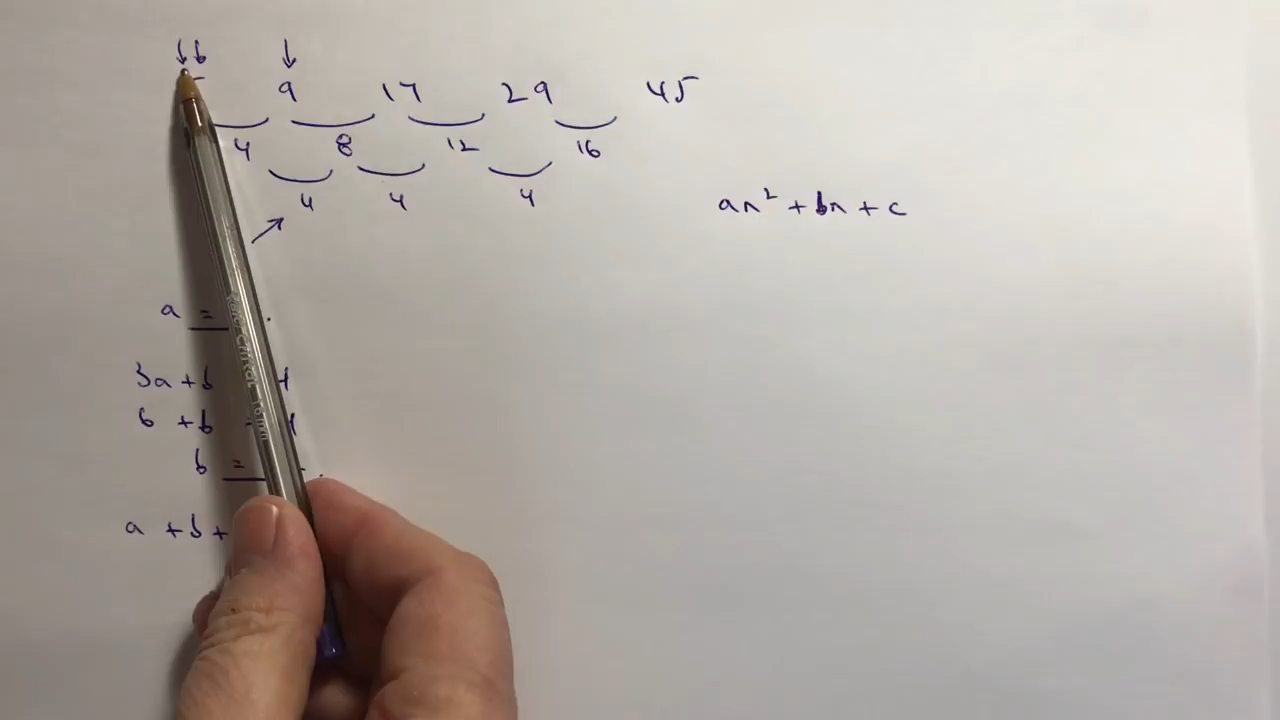 9 17 29 45
4 8 12 16
4 4 4
an² + bn + c
a =
3a + b
6 + b
b =
a + b +